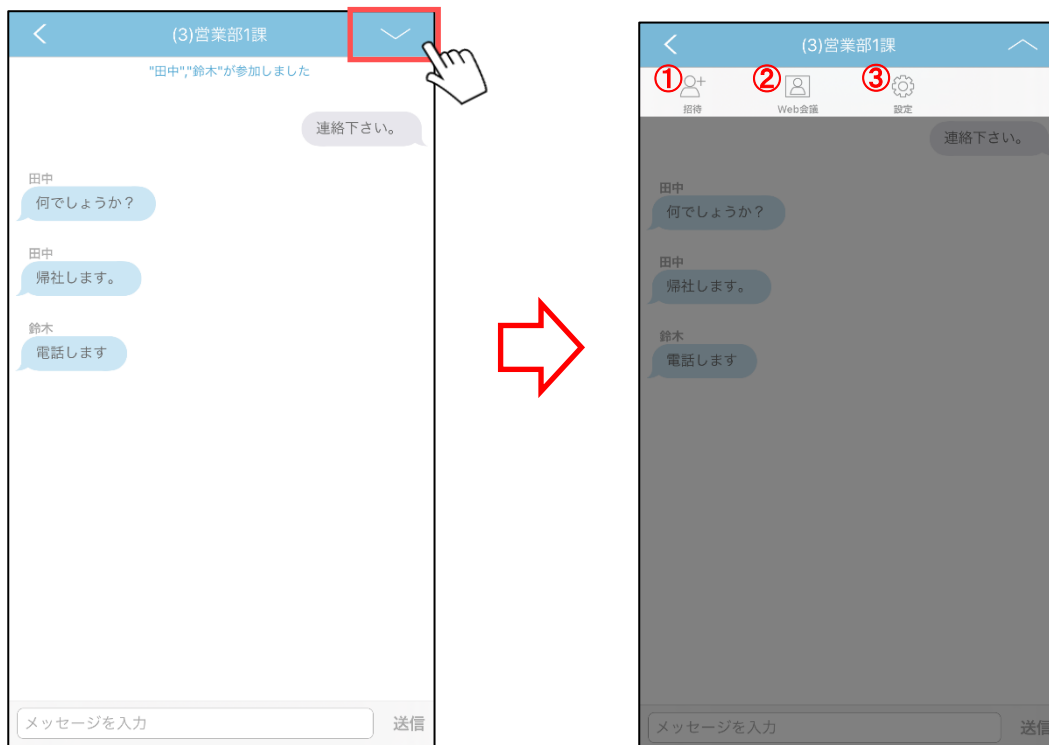 (3)営業部1課
"田中","鈴木"が参加しました
連絡下さい。
田中
何でしょうか？
田中
帰社します。
鈴木
電話します
メッセージを入力
送信
(3)営業部1課
①
招待
②
Web会議
③
設定
連絡下さい。
田中
何でしょうか？
田中
帰社します。
鈴木
電話します
メッセージを入力
送信